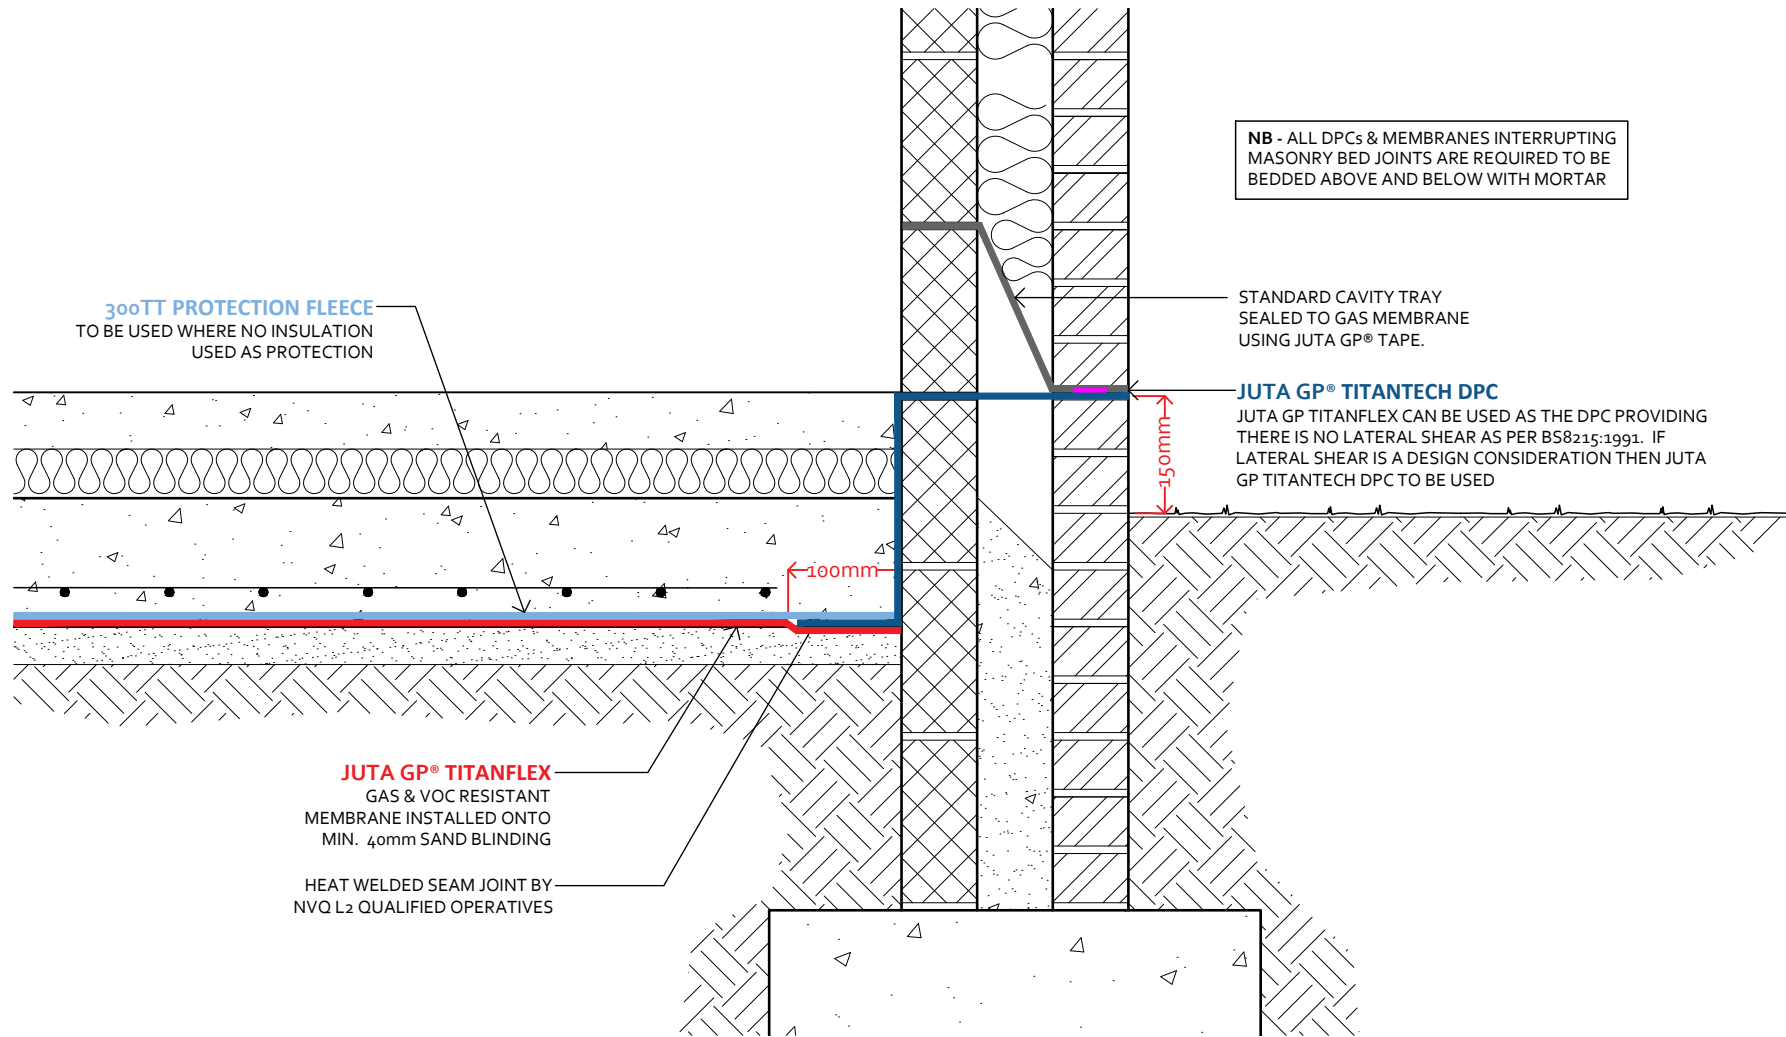 NB - ALL DPCs & MEMBRANES INTERRUPTING
MASONRY BED JOINTS ARE REQUIRED TO BE
BEDDED ABOVE AND BELOW WITH MORTAR
300TT PROTECTION FLEECE
TO BE USED WHERE NO INSULATION
USED AS PROTECTION
STANDARD CAVITY TRAY
SEALED TO GAS MEMBRANE
USING JUTA GP® TAPE.
JUTA GP® TITANTECH DPC
JUTA GP TITANFLEX CAN BE USED AS THE DPC PROVIDING
THERE IS NO LATERAL SHEAR AS PER BS8215:1991. IF
LATERAL SHEAR IS A DESIGN CONSIDERATION THEN JUTA
GP TITANTECH DPC TO BE USED
150mm
100mm
JUTA GP® TITANFLEX
GAS & VOC RESISTANT
MEMBRANE INSTALLED ONTO
MIN. 40mm SAND BLINDING
HEAT WELDED SEAM JOINT BY
NVQ L2 QUALIFIED OPERATIVES